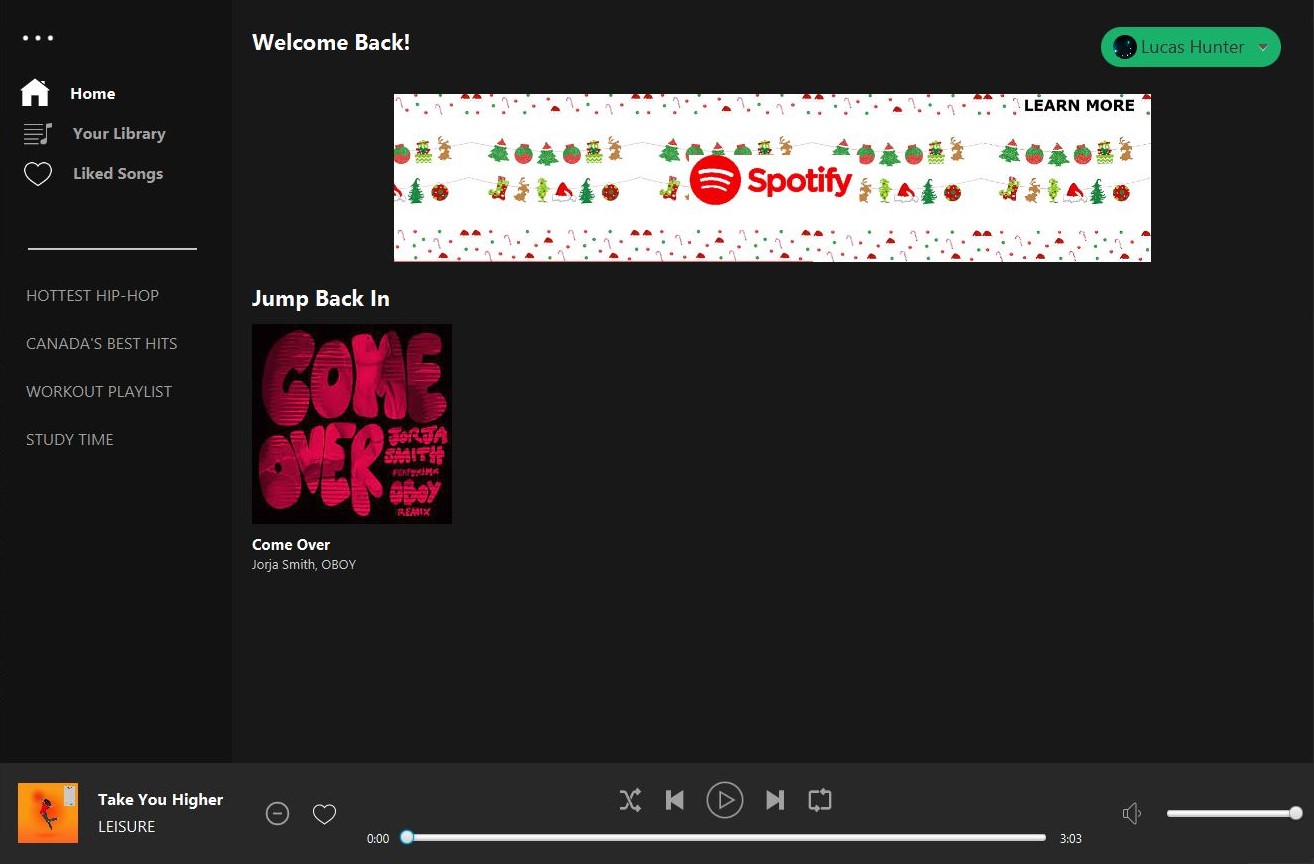 Welcome Back!
Lucas Hunter
Home
Your Library
Liked Songs
LEARN MORE
Spotify
HOTTEST HIP-HOP
CANADA'S BEST HITS
WORKOUT PLAYLIST
STUDY TIME
Jump Back In
COME
OVER
JORJA
SMITH
FEATURING
OBOY
REMIX
Come Over
Jorja Smith, OBOY
Take You Higher
LEISURE
0:00
3:03